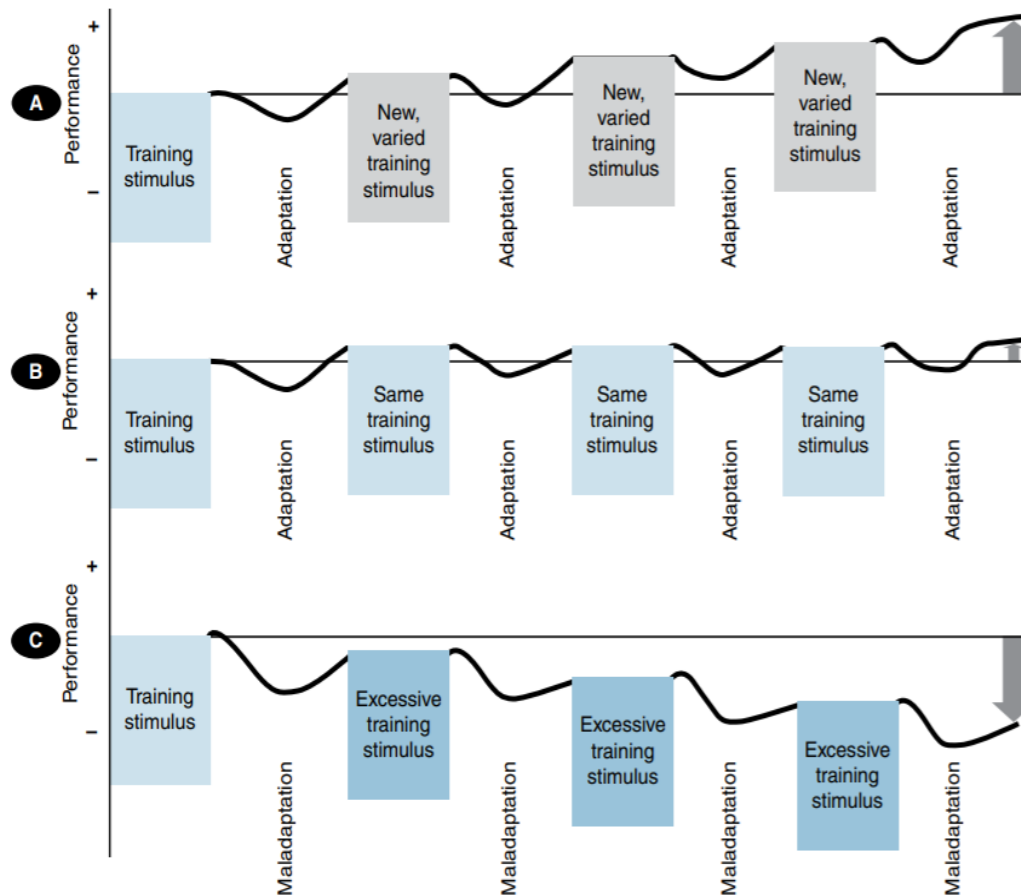 +
A
Performance
−
Training
stimulus
Adaptation
New,
varied
training
stimulus
Adaptation
New,
varied
training
stimulus
Adaptation
New,
varied
training
stimulus
Adaptation
+
B
Performance
−
Training
stimulus
Adaptation
Same
training
stimulus
Adaptation
Same
training
stimulus
Adaptation
Same
training
stimulus
Adaptation
+
C
Performance
−
Training
stimulus
Maladaptation
Excessive
training
stimulus
Maladaptation
Excessive
training
stimulus
Maladaptation
Excessive
training
stimulus
Maladaptation